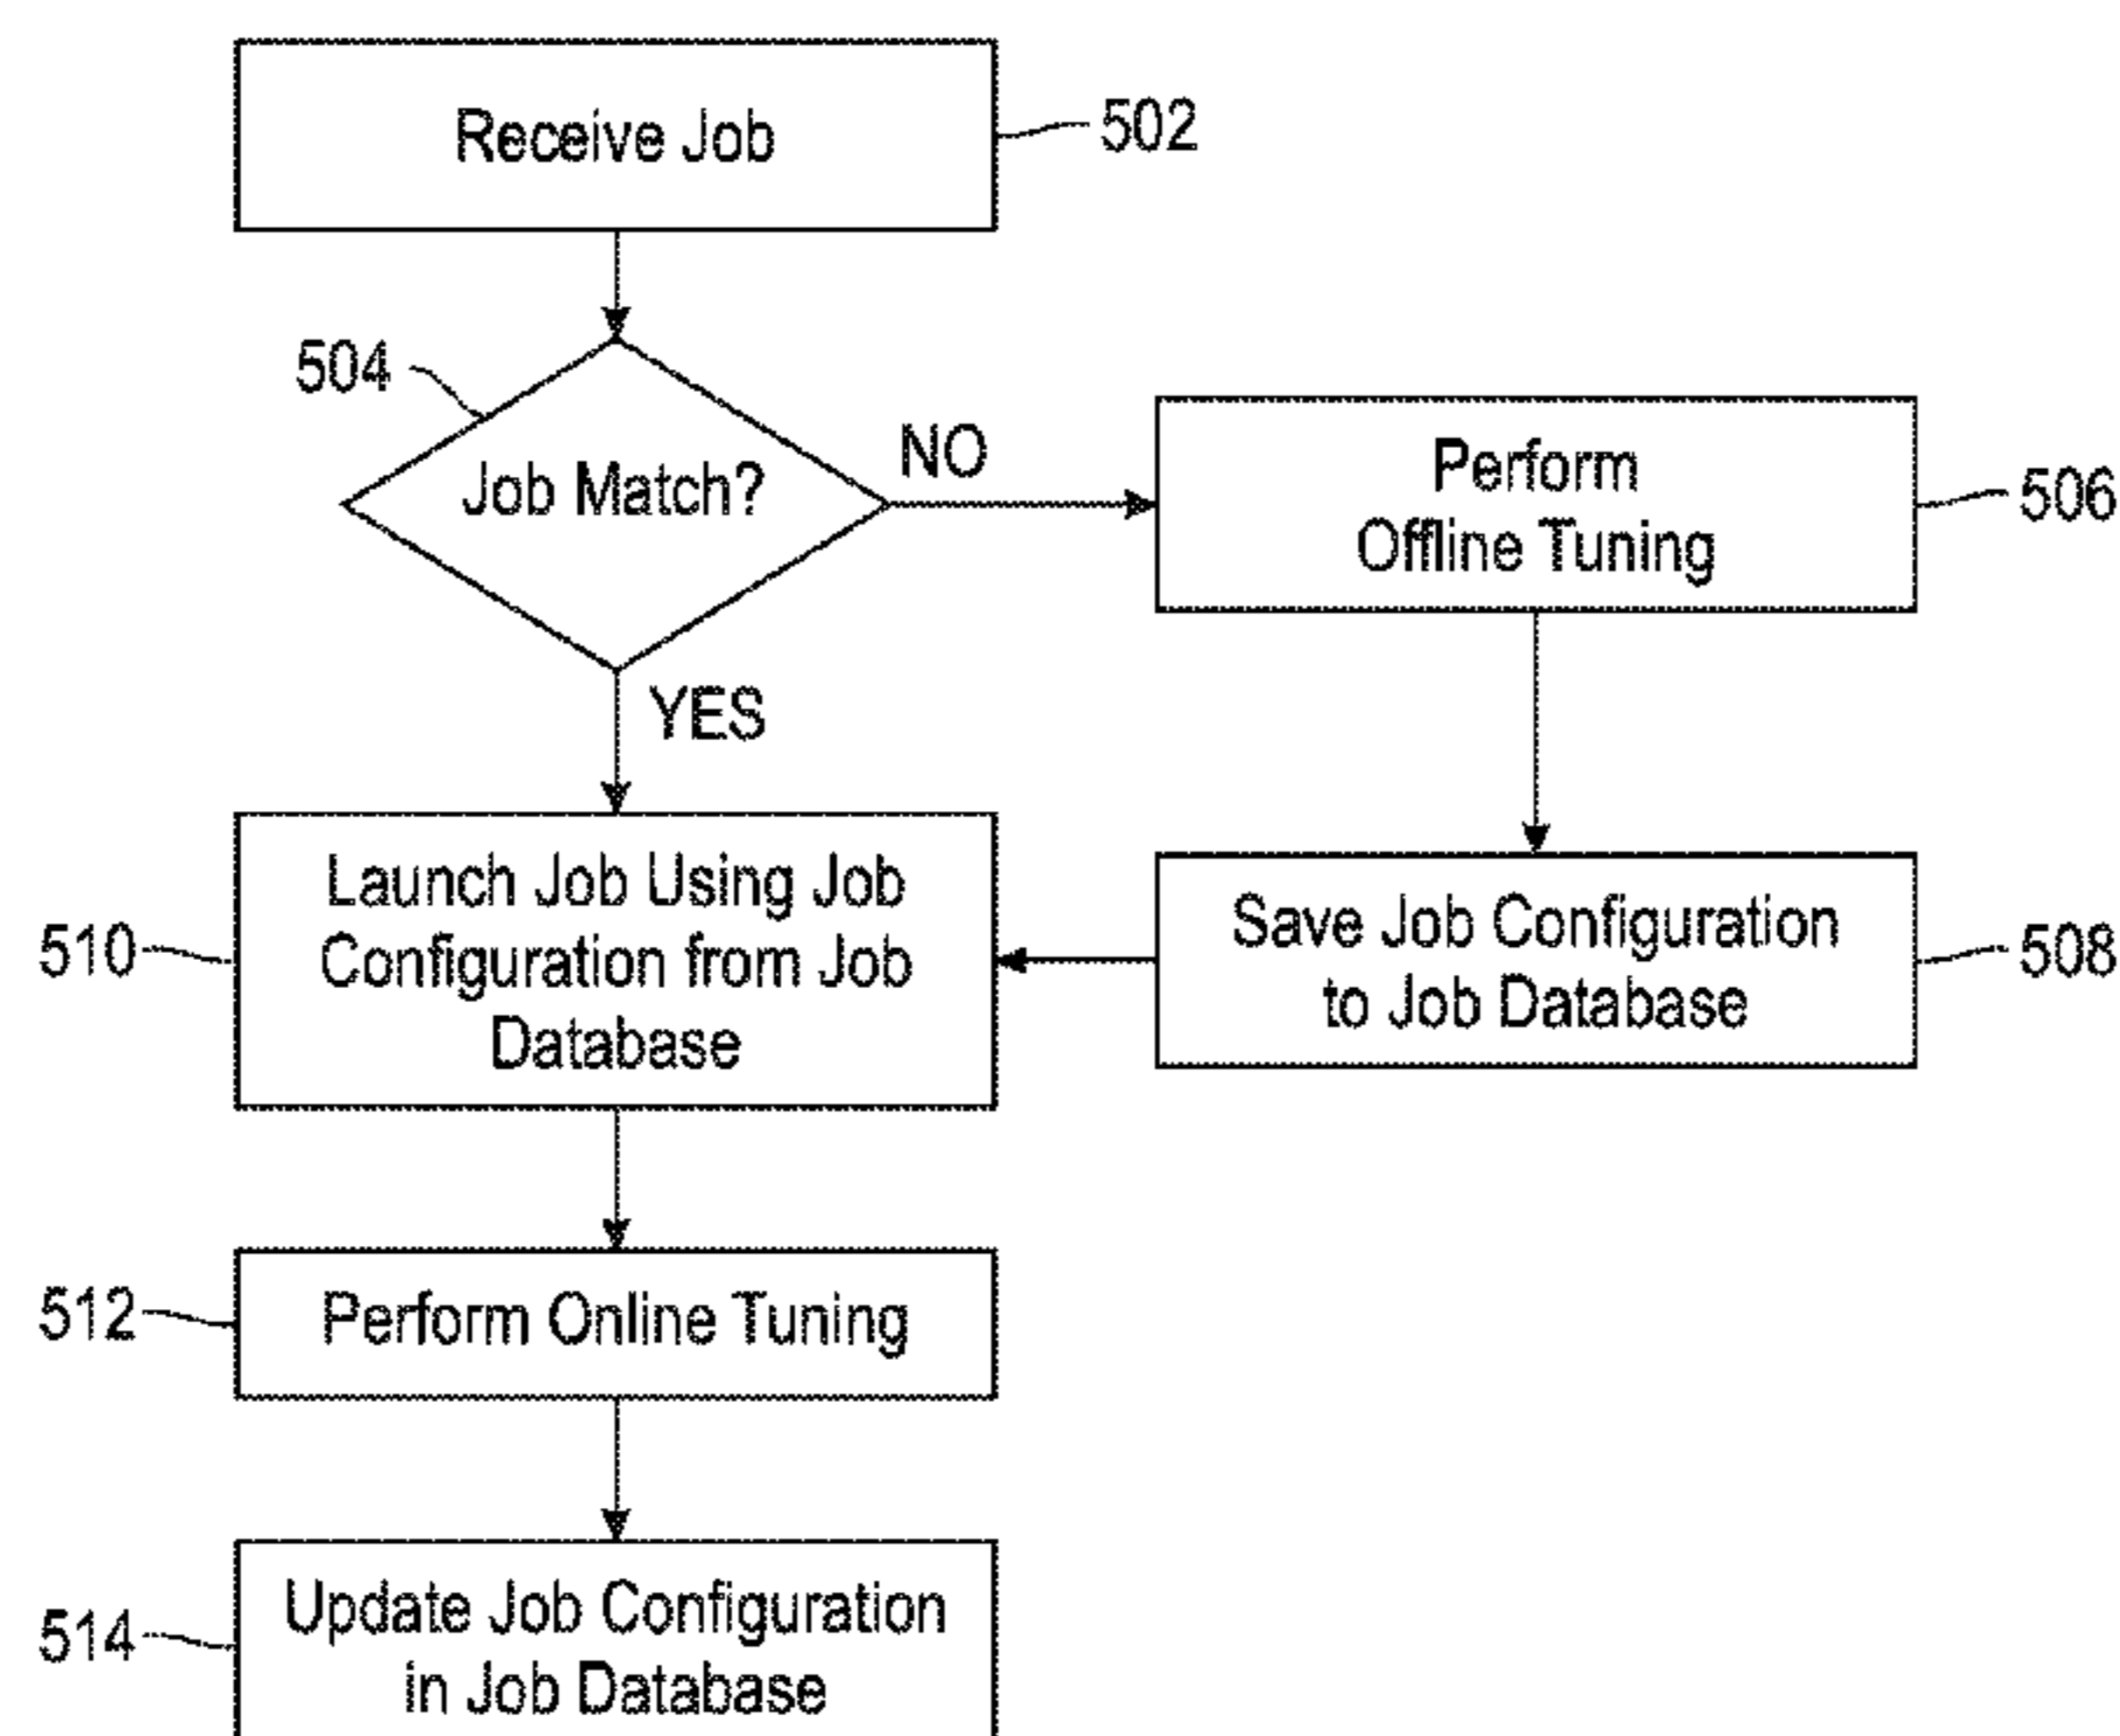 Receive Job
502
504
Job Match?
NO
Perform
Offline Tuning
506
YES
Launch Job Using Job
Configuration from Job
Database
510
Save Job Configuration
to Job Database
508
512
Perform Online Tuning
514
Update Job Configuration
in Job Database